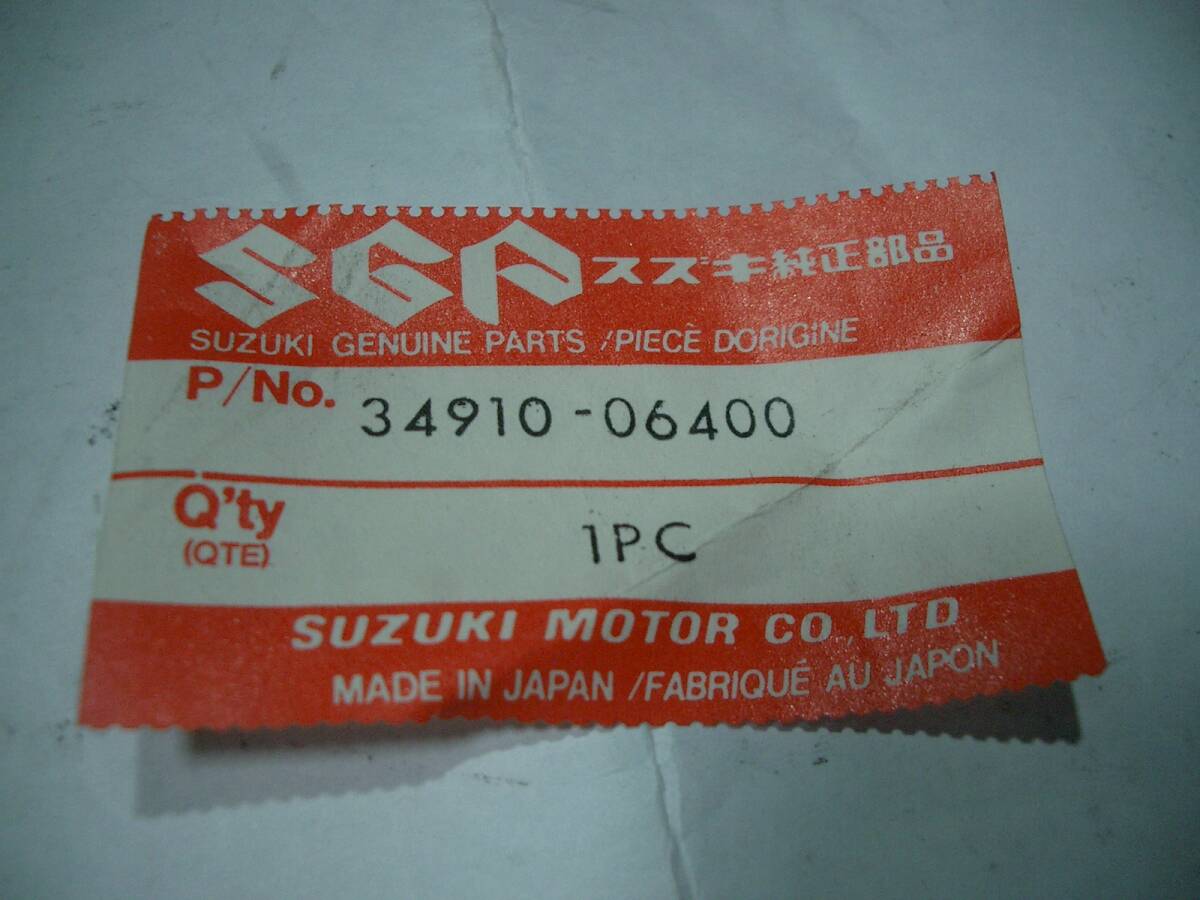 SGP スズキ純正部品
SUZUKI GENUINE PARTS /PIECÈ DORIGINE
P/No. 34910-06400
Q'ty 1PC
(QTE)
SUZUKI MOTOR CO., LTD
MADE IN JAPAN /FABRIQUÉ AU JAPON